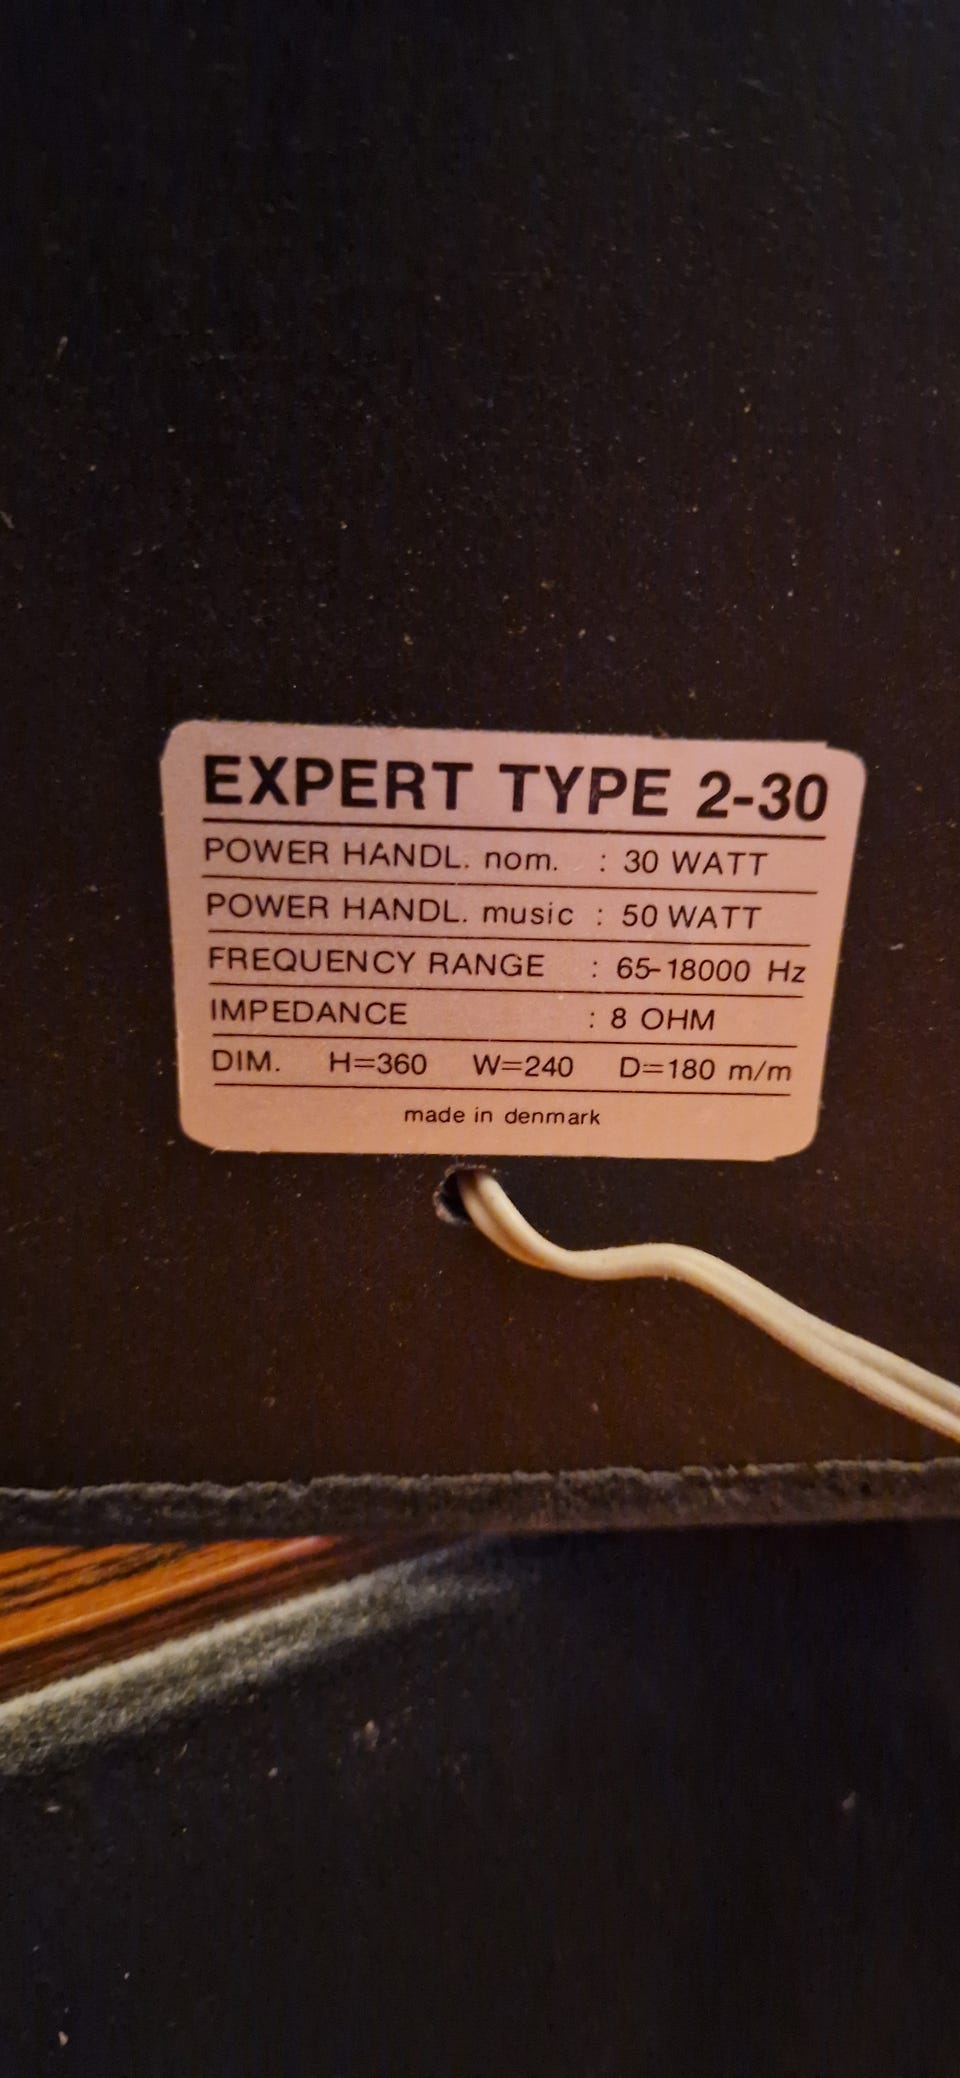 EXPERT TYPE 2-30
POWER HANDL. nom. : 30 WATT
POWER HANDL. music : 50 WATT
FREQUENCY RANGE : 65-18000 Hz
IMPEDANCE : 8 OHM
DIM. H=360 W=240 D=180 m/m
made in denmark